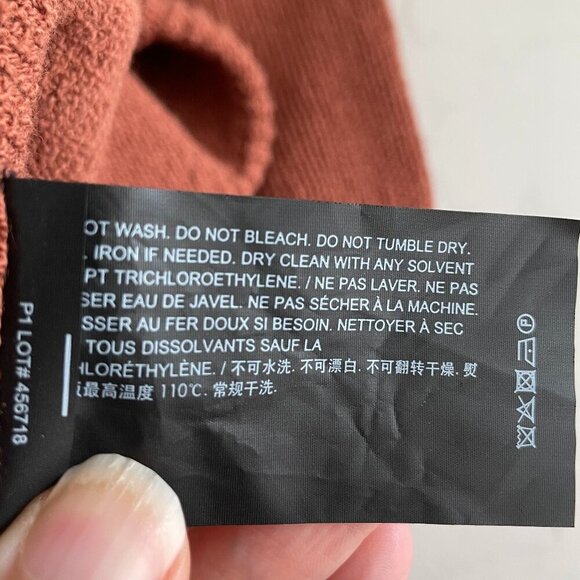 OT WASH. DO NOT BLEACH. DO NOT TUMBLE DRY.
. IRON IF NEEDED. DRY CLEAN WITH ANY SOLVENT
PT TRICHLOROETHYLENE. / NE PAS LAVER. NE PAS
SER EAU DE JAVEL. NE PAS SÉCHER À LA MACHINE.
SSER AU FER DOUX SI BESOIN. NETTOYER À SEC
TOUS DISSOLVANTS SAUF LA
HLORÉTHYLÈNE. / 不可水洗. 不可漂白. 不可翻转干燥. 熨
板最高温度 110℃. 常规干洗.
P1 LOT# 456718
P